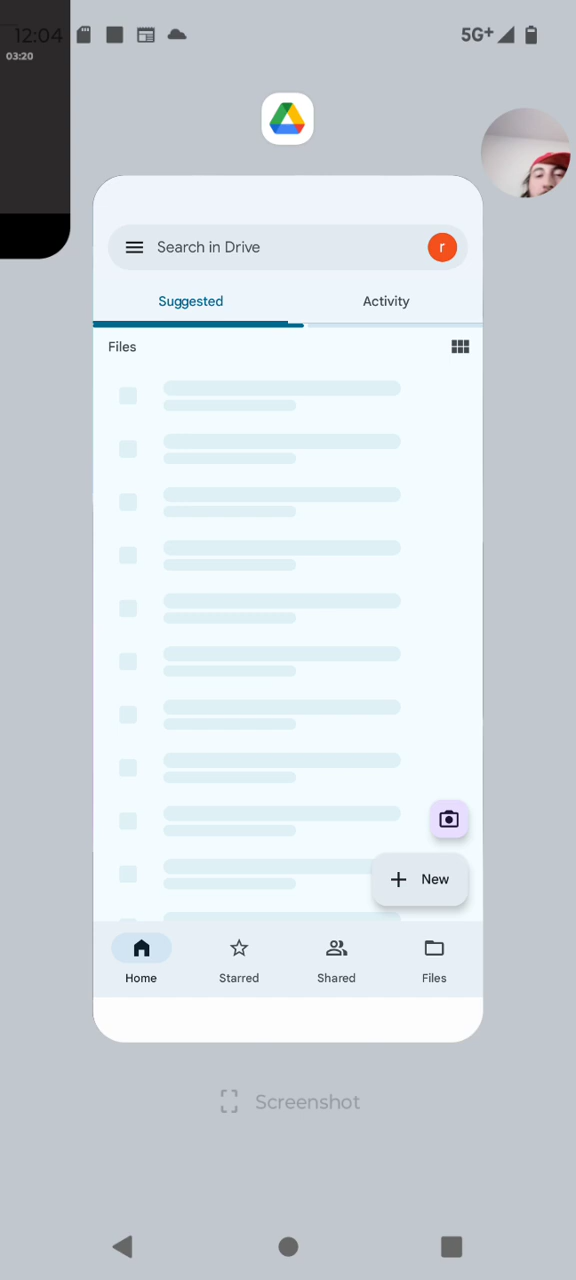 12:04
5G+
03:20
Search in Drive
r
Suggested
Activity
Files
New
Home
Starred
Shared
Files
Screenshot